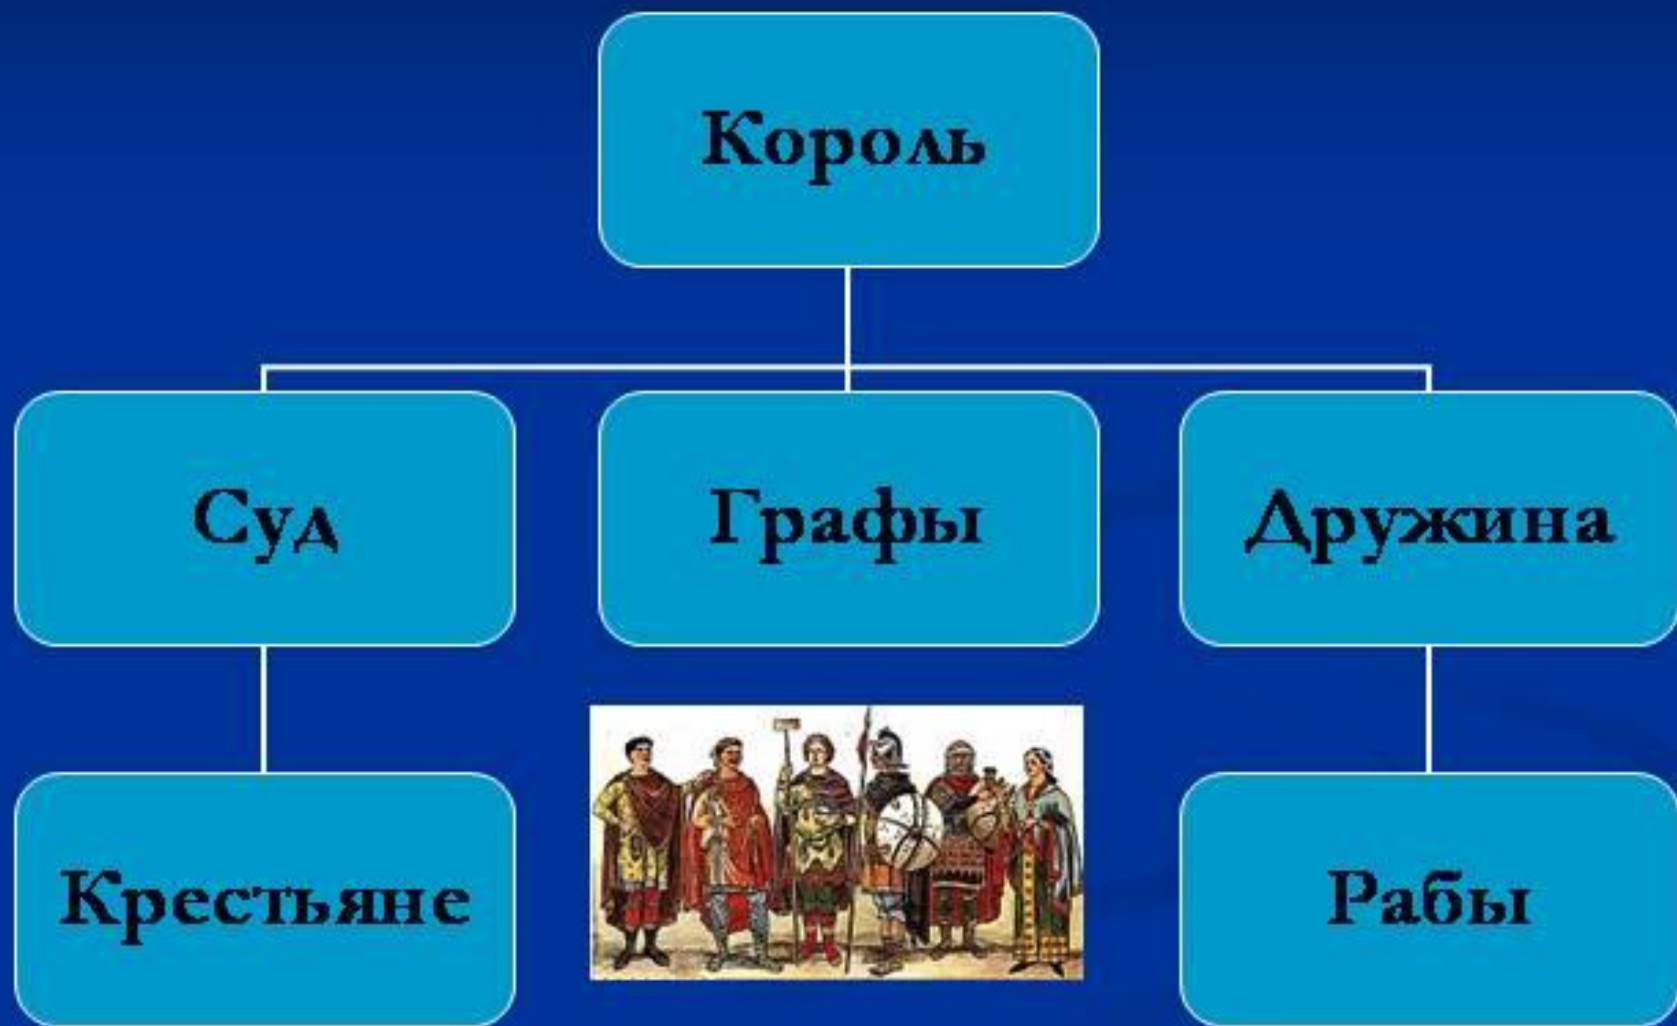 Король
Суд
Графы
Дружина
Крестьяне
Рабы